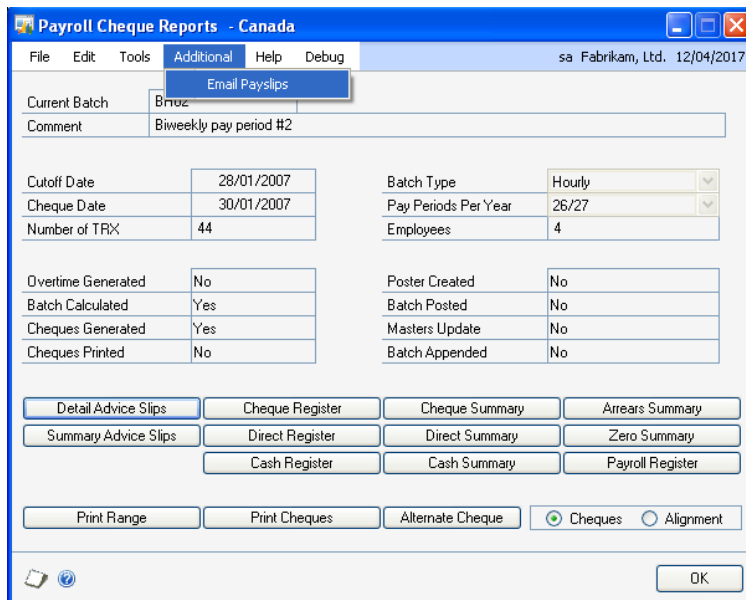 Payroll Cheque Reports - Canada
File Edit Tools Additional Help Debug sa Fabrikam, Ltd. 12/04/2017
Email Payslips
Current Batch BH02
Comment Biweekly pay period #2
Cutoff Date 28/01/2007 Batch Type Hourly
Cheque Date 30/01/2007 Pay Periods Per Year 26/27
Number of TRX 44 Employees 4
Overtime Generated No Poster Created No
Batch Calculated Yes Batch Posted No
Cheques Generated Yes Masters Update No
Cheques Printed No Batch Appended No
Detail Advice Slips Cheque Register Cheque Summary Arrears Summary
Summary Advice Slips Direct Register Direct Summary Zero Summary
Cash Register Cash Summary Payroll Register
Print Range Print Cheques Alternate Cheque Cheques Alignment
OK